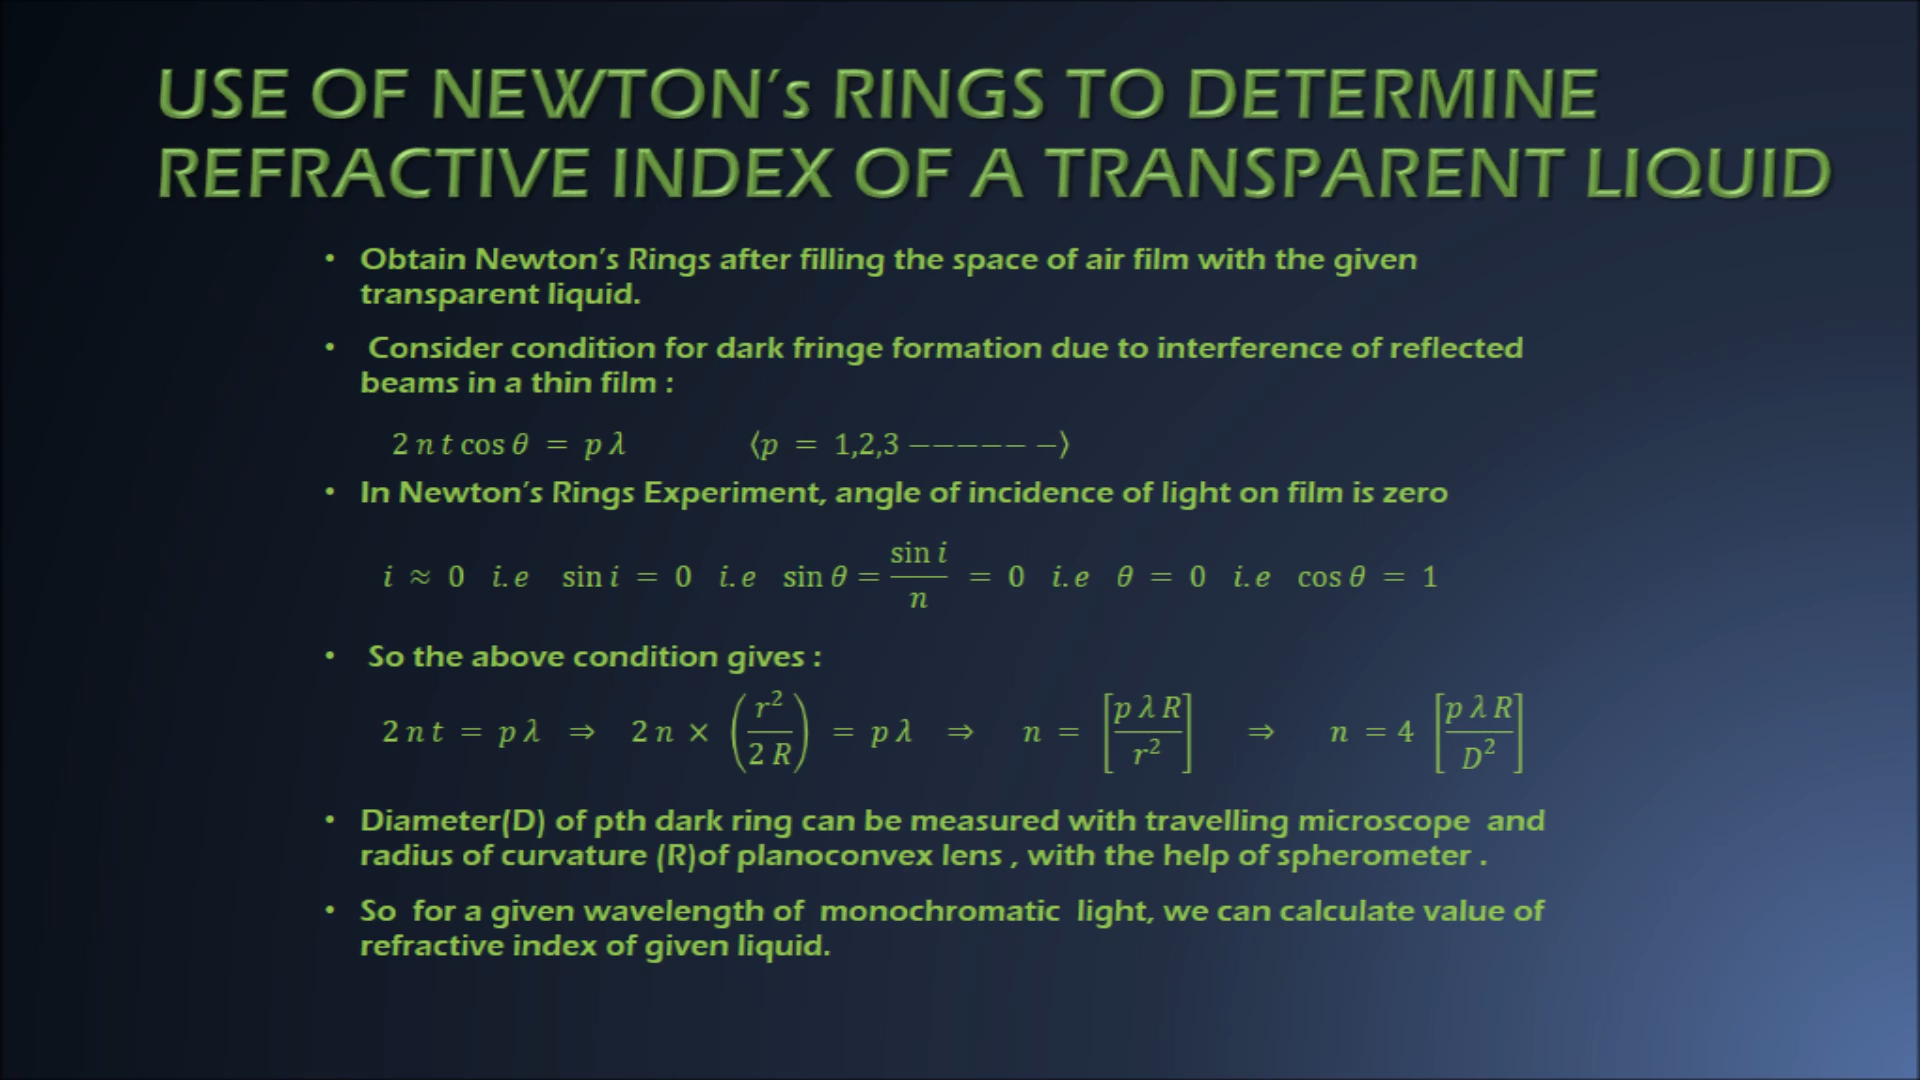 USE OF NEWTON's RINGS TO DETERMINE
REFRACTIVE INDEX OF A TRANSPARENT LIQUID
• Obtain Newton's Rings after filling the space of air film with the given
transparent liquid.
• Consider condition for dark fringe formation due to interference of reflected
beams in a thin film :
2 n t cos θ = p λ ⟨p = 1,2,3 − − − − − − −⟩
• In Newton's Rings Experiment, angle of incidence of light on film is zero
i ≈ 0 i.e sin i = 0 i.e sin θ = sin i / n = 0 i.e θ = 0 i.e cos θ = 1
• So the above condition gives :
2 n t = p λ ⇒ 2 n × (r² / 2 R) = p λ ⇒ n = [p λ R / r²] ⇒ n = 4 [p λ R / D²]
• Diameter(D) of pth dark ring can be measured with travelling microscope and
radius of curvature (R)of planoconvex lens , with the help of spherometer .
• So for a given wavelength of monochromatic light, we can calculate value of
refractive index of given liquid.